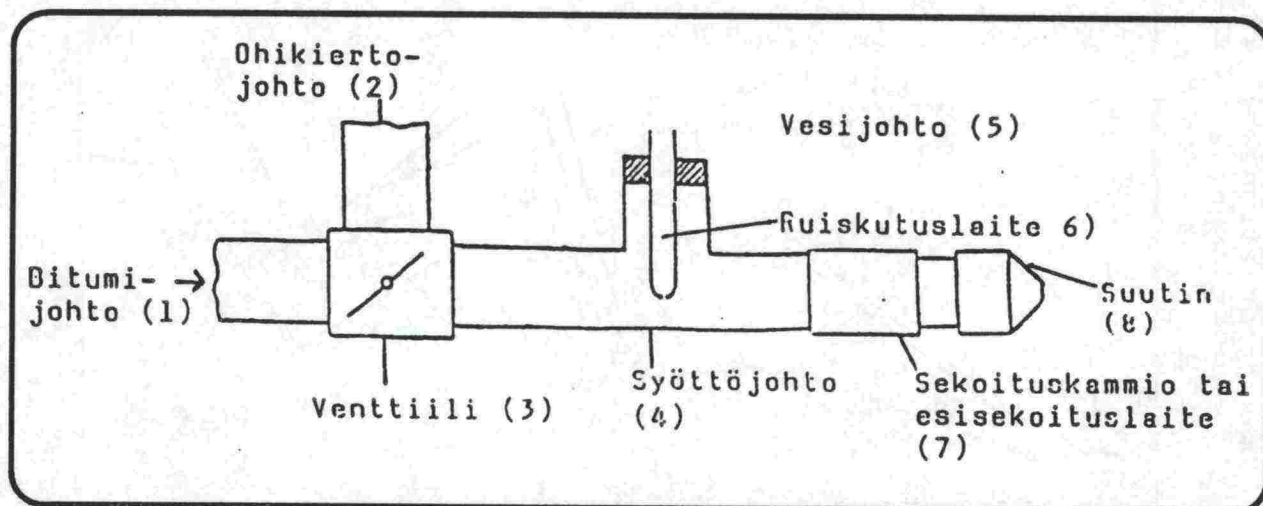 Ohikierto-
johto (2)
Vesijohto (5)
Ruiskutuslaite 6)
Bitumi-
johto (1)
Suutin
(8)
Venttiili (3)
Syöttöjohto
(4)
Sekoituskammio tai
esisekoituslaite
(7)